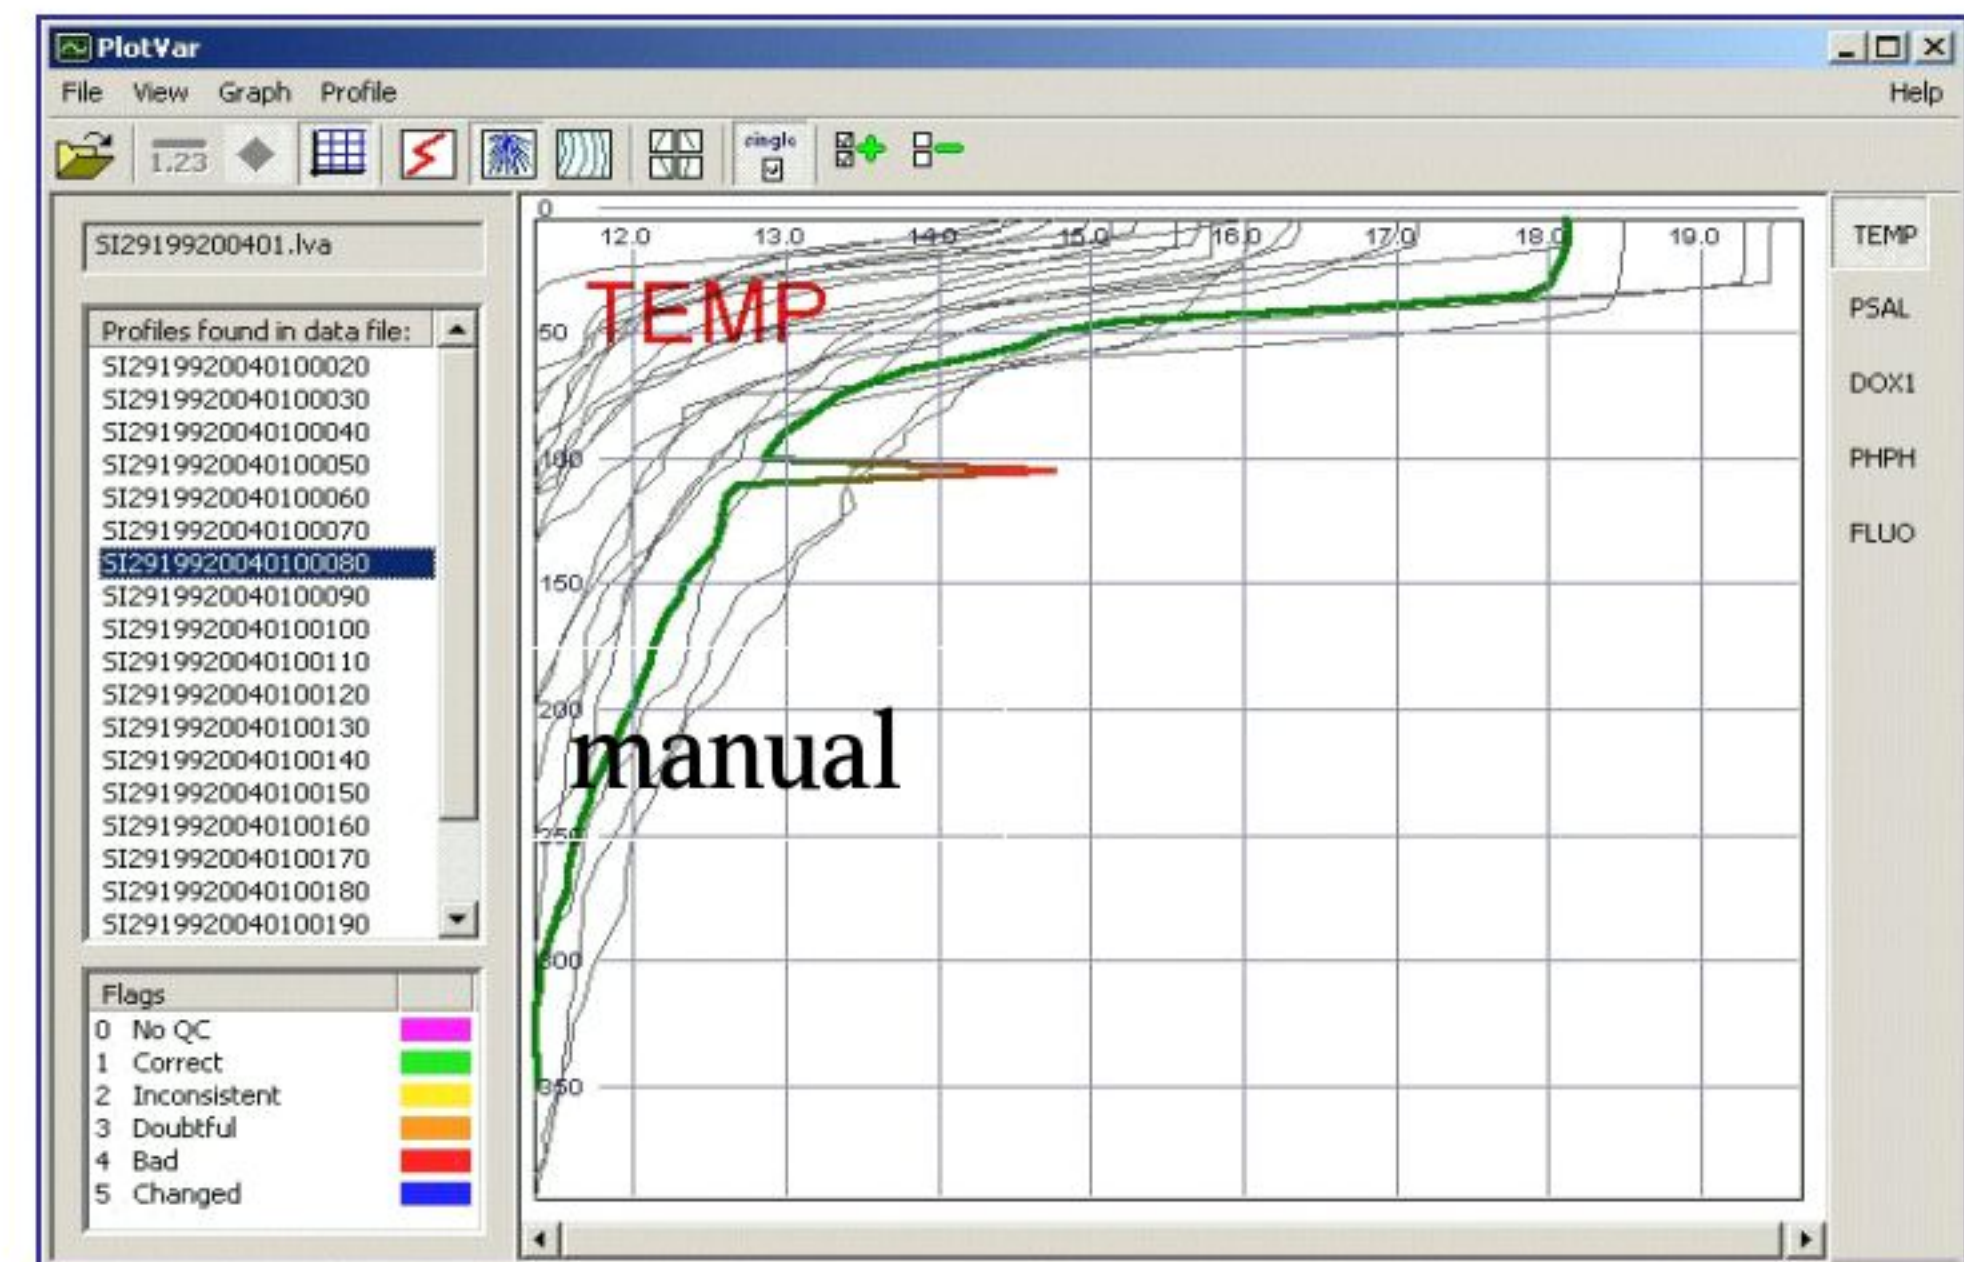 PlotVar
File View Graph Profile Help
1.23
single
SI29199200401.lva
Profiles found in data file:
SI2919920040100020
SI2919920040100030
SI2919920040100040
SI2919920040100050
SI2919920040100060
SI2919920040100070
SI2919920040100080
SI2919920040100090
SI2919920040100100
SI2919920040100110
SI2919920040100120
SI2919920040100130
SI2919920040100140
SI2919920040100150
SI2919920040100160
SI2919920040100170
SI2919920040100180
SI2919920040100190
Flags
0 No QC
1 Correct
2 Inconsistent
3 Doubtful
4 Bad
5 Changed
0
12.0 13.0 14.0 15.0 16.0 17.0 18.0 19.0
TEMP
50
100
150
200
manual
250
300
350
TEMP
PSAL
DOX1
PHPH
FLUO